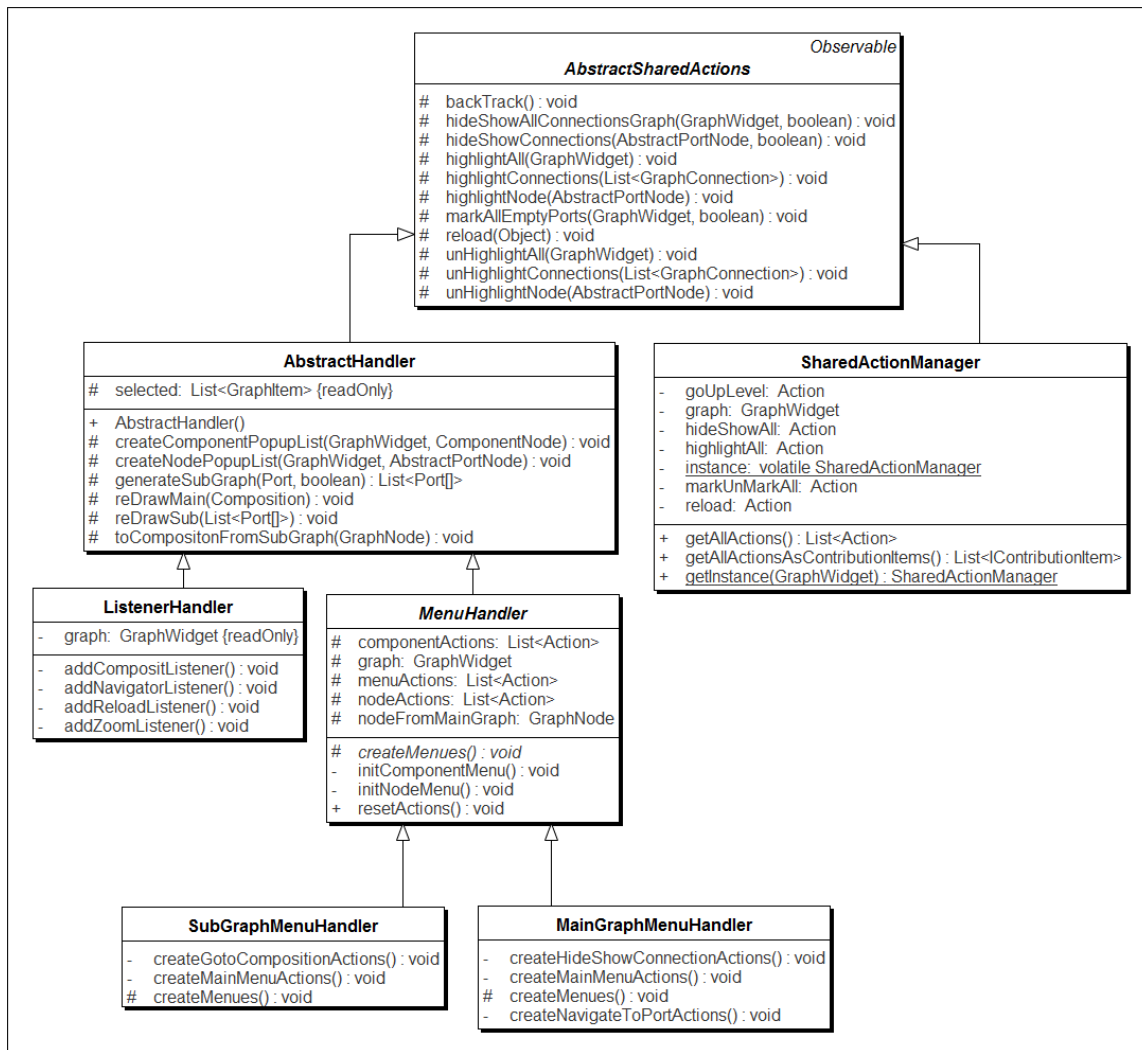 Observable
AbstractSharedActions
# backTrack() : void
# hideShowAllConnectionsGraph(GraphWidget, boolean) : void
# hideShowConnections(AbstractPortNode, boolean) : void
# highlightAll(GraphWidget) : void
# highlightConnections(List<GraphConnection>) : void
# highlightNode(AbstractPortNode) : void
# markAllEmptyPorts(GraphWidget, boolean) : void
# reload(Object) : void
# unHighlightAll(GraphWidget) : void
# unHighlightConnections(List<GraphConnection>) : void
# unHighlightNode(AbstractPortNode) : void
AbstractHandler
# selected: List<GraphItem> {readOnly}
+ AbstractHandler()
# createComponentPopupList(GraphWidget, ComponentNode) : void
# createNodePopupList(GraphWidget, AbstractPortNode) : void
# generateSubGraph(Port, boolean) : List<Port[]>
# reDrawMain(Composition) : void
# reDrawSub(List<Port[]>) : void
# toCompositonFromSubGraph(GraphNode) : void
SharedActionManager
- goUpLevel: Action
- graph: GraphWidget
- hideShowAll: Action
- highlightAll: Action
- instance: volatile SharedActionManager
- markUnMarkAll: Action
- reload: Action
+ getAllActions() : List<Action>
+ getAllActionsAsContributionItems() : List<IContributionItem>
+ getInstance(GraphWidget) : SharedActionManager
ListenerHandler
- graph: GraphWidget {readOnly}
- addCompositListener() : void
- addNavigatorListener() : void
- addReloadListener() : void
- addZoomListener() : void
MenuHandler
# componentActions: List<Action>
# graph: GraphWidget
# menuActions: List<Action>
# nodeActions: List<Action>
# nodeFromMainGraph: GraphNode
# createMenues() : void
- initComponentMenu() : void
- initNodeMenu() : void
+ resetActions() : void
SubGraphMenuHandler
- createGotoCompositionActions() : void
- createMainMenuActions() : void
# createMenues() : void
MainGraphMenuHandler
- createHideShowConnectionActions() : void
- createMainMenuActions() : void
# createMenues() : void
- createNavigateToPortActions() : void